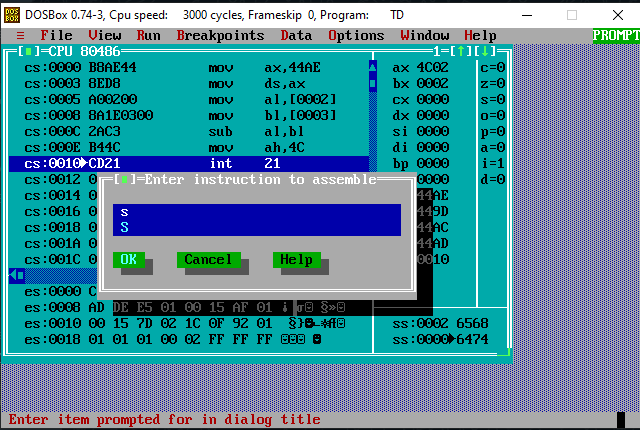 DOSBox 0.74-3, Cpu speed: 3000 cycles, Frameskip 0, Program: TD
≡ File View Run Breakpoints Data Options Window Help PROMPT
[■]=CPU 80486 1=[↑][↓]
cs:0000 B8AE44 mov ax,44AE ax 4C02 c=0
cs:0003 8ED8 mov ds,ax bx 0002 z=0
cs:0005 A00200 mov al,[0002] cx 0000 s=0
cs:0008 8A1E0300 mov bl,[0003] dx 0000 o=0
cs:000C 2AC3 sub al,bl si 0000 p=0
cs:000E B44C mov ah,4C di 0000 a=0
cs:0010►CD21 int 21 bp 0000 i=1
cs:0012 0 0000 d=0
[■]=Enter instruction to assemble
cs:0014 0 44AE
cs:0016 0 s 449D
cs:0018 0 S 44AC
cs:001A 0 44AD
cs:001C 0 OK Cancel Help 0010
es:0000 C
es:0008 AD DE E5 01 00 15 AF 01
es:0010 00 15 7D 02 1C 0F 92 01 ss:0002 6568
es:0018 01 01 01 00 02 FF FF FF ss:0000►6474
Enter item prompted for in dialog title